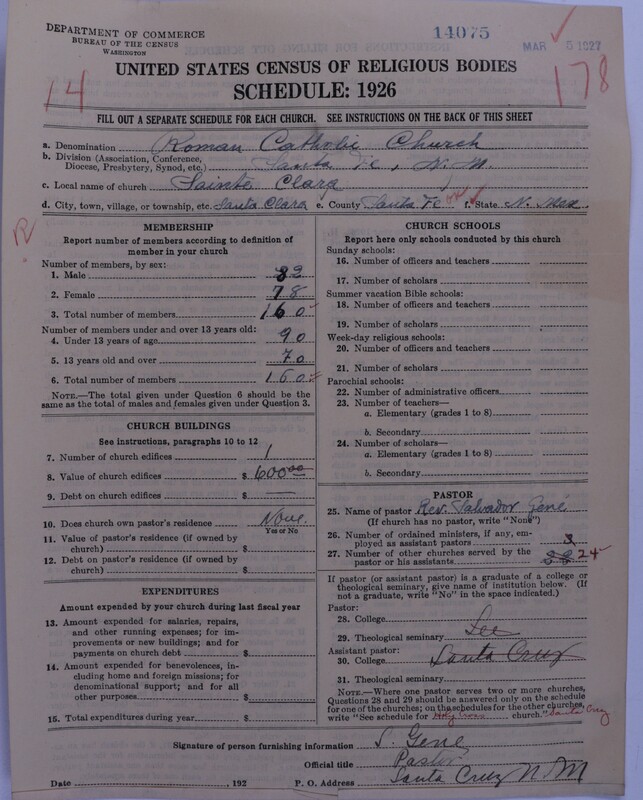 DEPARTMENT OF COMMERCE
BUREAU OF THE CENSUS
WASHINGTON
14075
MAR 5 1927
UNITED STATES CENSUS OF RELIGIOUS BODIES
SCHEDULE: 1926
14
178
FILL OUT A SEPARATE SCHEDULE FOR EACH CHURCH. SEE INSTRUCTIONS ON THE BACK OF THIS SHEET
a. Denomination Roman Catholic Church
b. Division (Association, Conference, Diocese, Presbytery, Synod, etc.) Santa Fe, N. M.
c. Local name of church Sainte Clara
d. City, town, village, or township, etc. Santa Clara e. County Santa Fe f. State N. Mex.
R
MEMBERSHIP
Report number of members according to definition of
member in your church
Number of members, by sex:
1. Male 82
2. Female 78
3. Total number of members 160
Number of members under and over 13 years old:
4. Under 13 years of age 90
5. 13 years old and over 70
6. Total number of members 160
NOTE.—The total given under Question 6 should be the
same as the total of males and females given under Question 3.
CHURCH BUILDINGS
See instructions, paragraphs 10 to 12
7. Number of church edifices 1
8. Value of church edifices $ 600.00
9. Debt on church edifices $ —
10. Does church own pastor's residence None
Yes or No
11. Value of pastor's residence (if owned by
church) $
12. Debt on pastor's residence (if owned by
church) $
EXPENDITURES
Amount expended by your church during last fiscal year
13. Amount expended for salaries, repairs,
and other running expenses; for im-
provements or new buildings; and for
payments on church debt $
14. Amount expended for benevolences, in-
cluding home and foreign missions; for
denominational support; and for all
other purposes $
15. Total expenditures during year $
CHURCH SCHOOLS
Report here only schools conducted by this church
Sunday schools:
16. Number of officers and teachers
17. Number of scholars
Summer vacation Bible schools:
18. Number of officers and teachers
19. Number of scholars
Week-day religious schools:
20. Number of officers and teachers
21. Number of scholars
Parochial schools:
22. Number of administrative officers
23. Number of teachers—
a. Elementary (grades 1 to 8)
b. Secondary
24. Number of scholars—
a. Elementary (grades 1 to 8)
b. Secondary
PASTOR
25. Name of pastor Rev. Salvador Gené
(If church has no pastor, write "None")
26. Number of ordained ministers, if any, em-
ployed as assistant pastors 3
27. Number of other churches served by the
pastor or his assistants 24
If pastor (or assistant pastor) is a graduate of a college or
theological seminary, give name of institution below. (If
not a graduate, write "No" in the space indicated.)
Pastor:
28. College
29. Theological seminary See
Assistant pastor:
30. College Santa Cruz
31. Theological seminary
NOTE.—Where one pastor serves two or more churches,
Questions 28 and 29 should be answered only on the schedule
for one of the churches; on the schedules for the other churches,
write "See schedule for Holy Cross church." Santa Cruz
Signature of person furnishing information S. Gene
Official title Pastor
Date , 192 P. O. Address Santa Cruz N. M